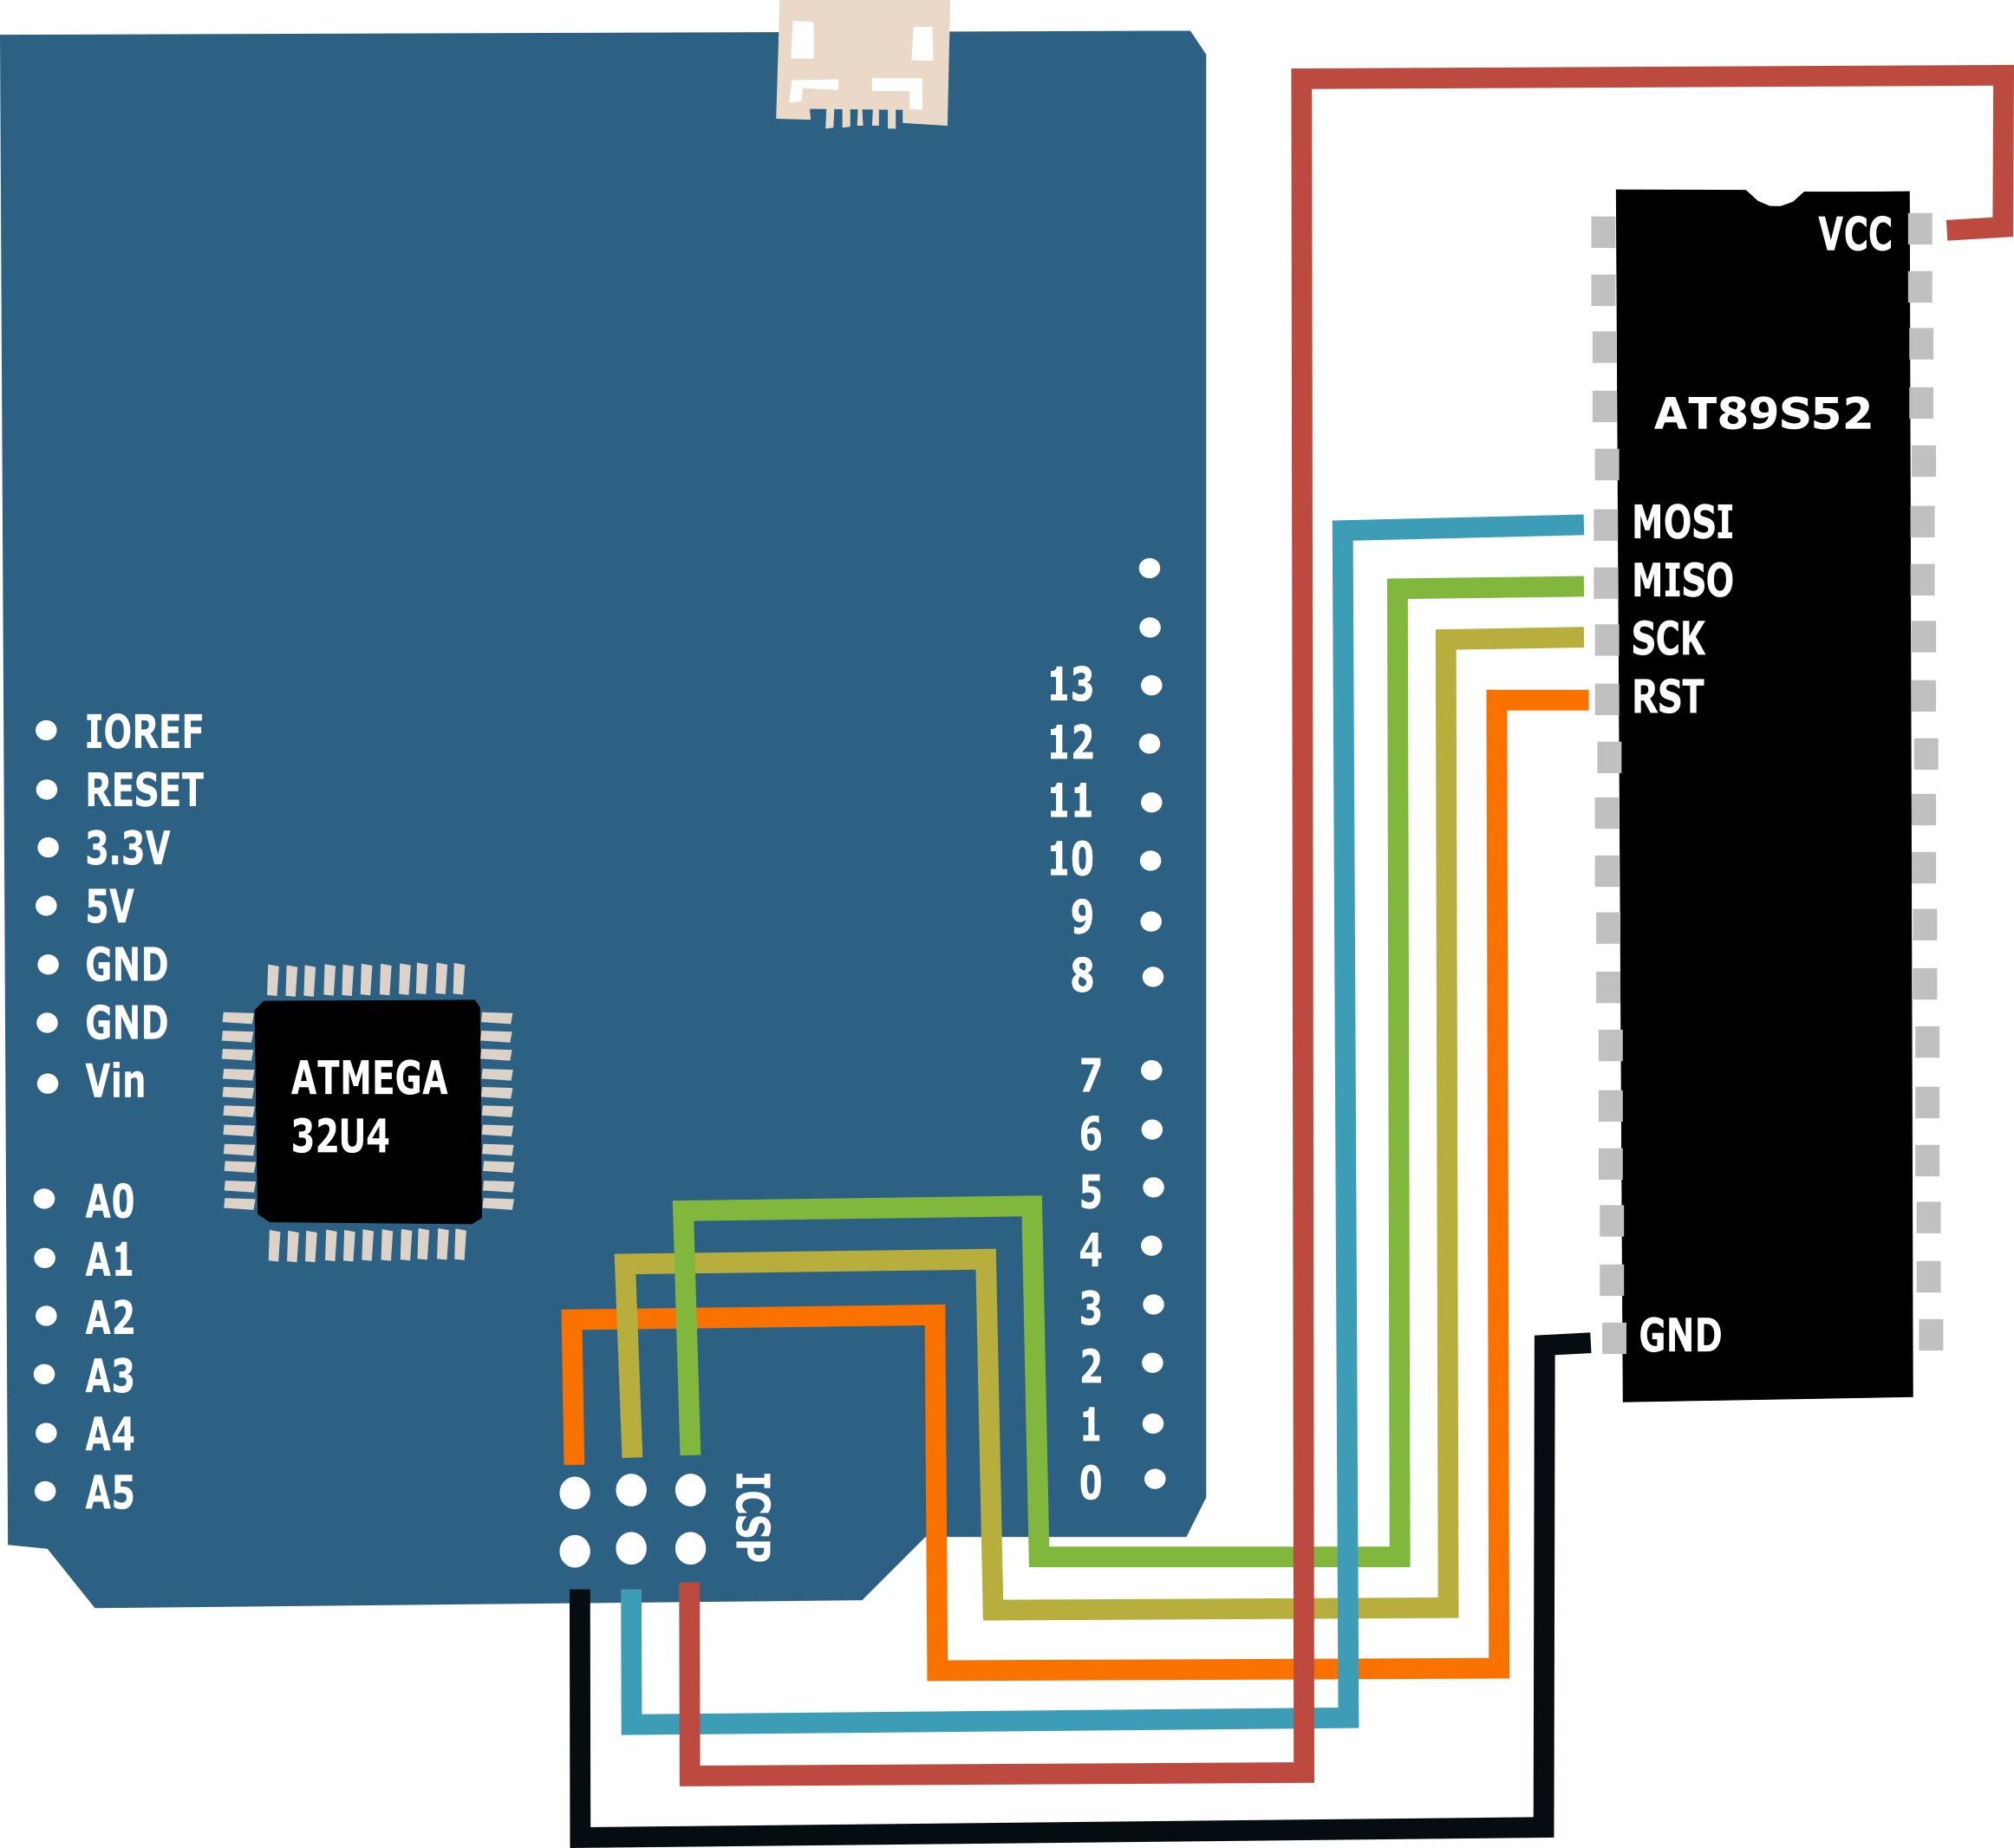 IOREF
RESET
3.3V
5V
GND
GND
Vin
A0
A1
A2
A3
A4
A5
ATMEGA
32U4
ICSP
13
12
11
10
9
8
7
6
5
4
3
2
1
0
VCC
AT89S52
MOSI
MISO
SCK
RST
GND